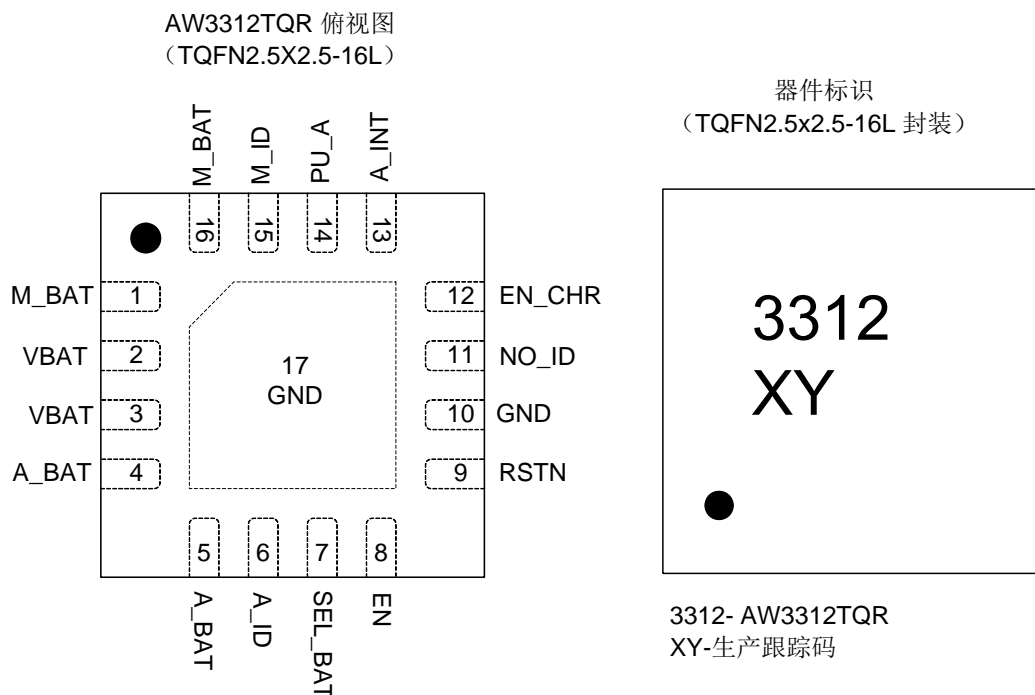 AW3312TQR 俯视图
（TQFN2.5X2.5-16L）
M_BAT
M_ID
PU_A
A_INT
16
15
14
13
M_BAT 1
VBAT 2
VBAT 3
A_BAT 4
17
GND
12 EN_CHR
11 NO_ID
10 GND
9 RSTN
5
6
7
8
A_BAT
A_ID
SEL_BAT
EN
器件标识
（TQFN2.5x2.5-16L 封装）
3312
XY
3312- AW3312TQR
XY-生产跟踪码